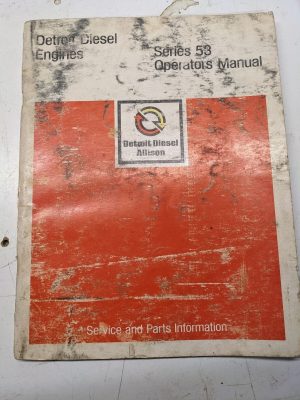 Detroit Diesel
Engines
Series 53
Operators Manual
Detroit Diesel
Allison
Service and Parts Information